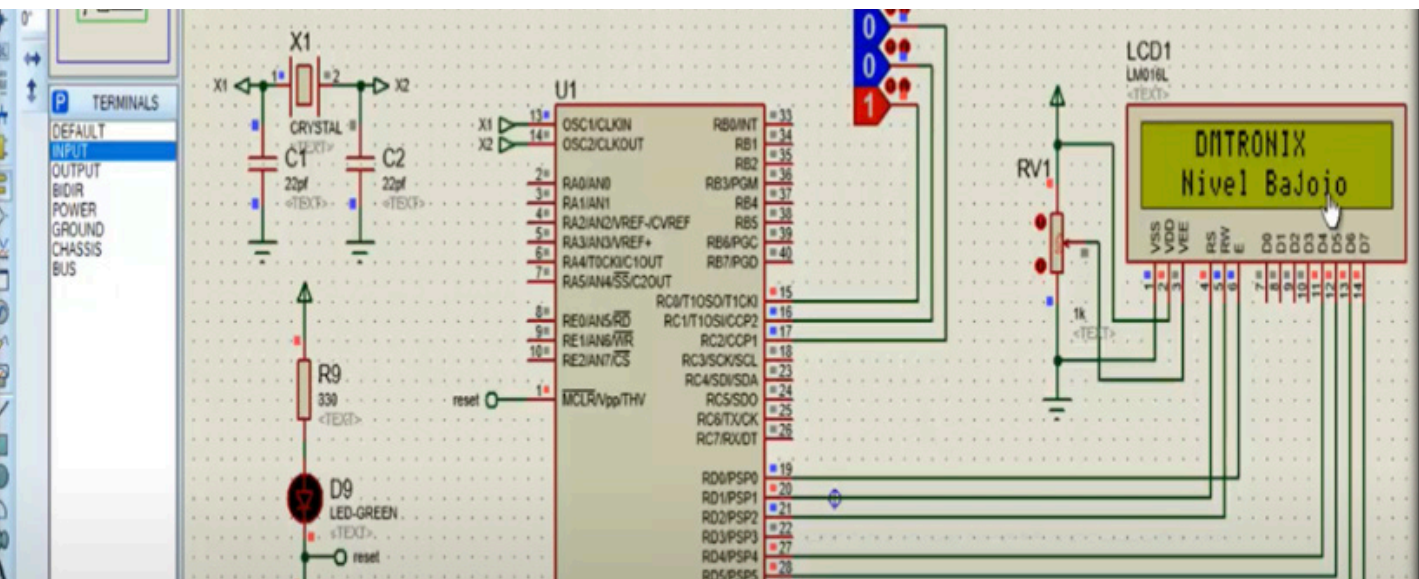 0°
P TERMINALS
DEFAULT
INPUT
OUTPUT
BIDIR
POWER
GROUND
CHASSIS
BUS
X1
X1 1 2 X2
CRYSTAL
<TEXT>
C1
22pf
<TEXT>
C2
22pf
<TEXT>
R9
330
<TEXT>
D9
LED-GREEN
<TEXT>
reset
reset
U1
X1 13 OSC1/CLKIN
X2 14 OSC2/CLKOUT
2 RA0/AN0
3 RA1/AN1
4 RA2/AN2/VREF-/CVREF
5 RA3/AN3/VREF+
6 RA4/T0CKI/C1OUT
7 RA5/AN4/SS/C2OUT
8 RE0/AN5/RD
9 RE1/AN6/WR
10 RE2/AN7/CS
1 MCLR/Vpp/THV
RB0/INT 33
RB1 34
RB2 35
RB3/PGM 36
RB4 37
RB5 38
RB6/PGC 39
RB7/PGD 40
RC0/T1OSO/T1CKI 15
RC1/T1OSI/CCP2 16
RC2/CCP1 17
RC3/SCK/SCL 18
RC4/SDI/SDA 23
RC5/SDO 24
RC6/TX/CK 25
RC7/RX/DT 26
RD0/PSP0 19
RD1/PSP1 20
RD2/PSP2 21
RD3/PSP3 22
RD4/PSP4 27
RD5/PSP5 28
0
0
1
RV1
1k
<TEXT>
LCD1
LM016L
<TEXT>
DMTRONIX
Nivel BaJojo
VSS VDD VEE RS RW E D0 D1 D2 D3 D4 D5 D6 D7
1 2 3 4 5 6 7 8 9 10 11 12 13 14